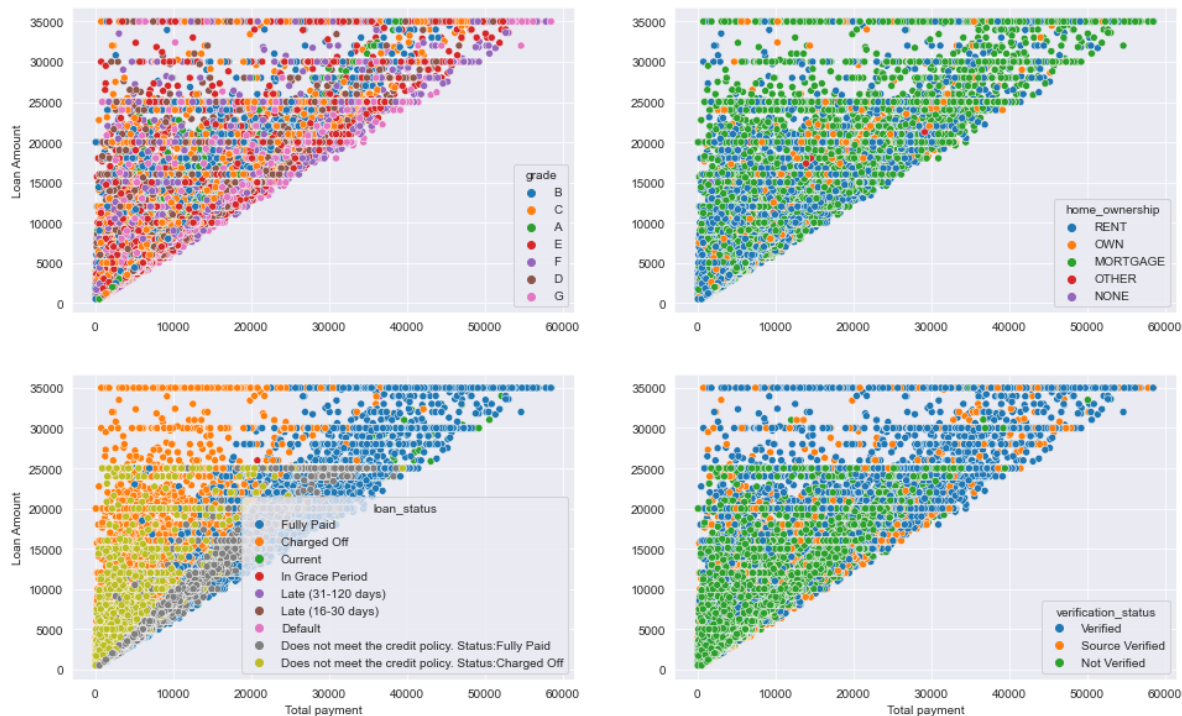 35000
30000
25000
20000
15000
10000
5000
0
Loan Amount
0 10000 20000 30000 40000 50000 60000
grade
B
C
A
E
F
D
G
35000
30000
25000
20000
15000
10000
5000
0
0 10000 20000 30000 40000 50000 60000
home_ownership
RENT
OWN
MORTGAGE
OTHER
NONE
35000
30000
25000
20000
15000
10000
5000
0
Loan Amount
0 10000 20000 30000 40000 50000 60000
Total payment
loan_status
Fully Paid
Charged Off
Current
In Grace Period
Late (31-120 days)
Late (16-30 days)
Default
Does not meet the credit policy. Status:Fully Paid
Does not meet the credit policy. Status:Charged Off
35000
30000
25000
20000
15000
10000
5000
0
0 10000 20000 30000 40000 50000 60000
Total payment
verification_status
Verified
Source Verified
Not Verified